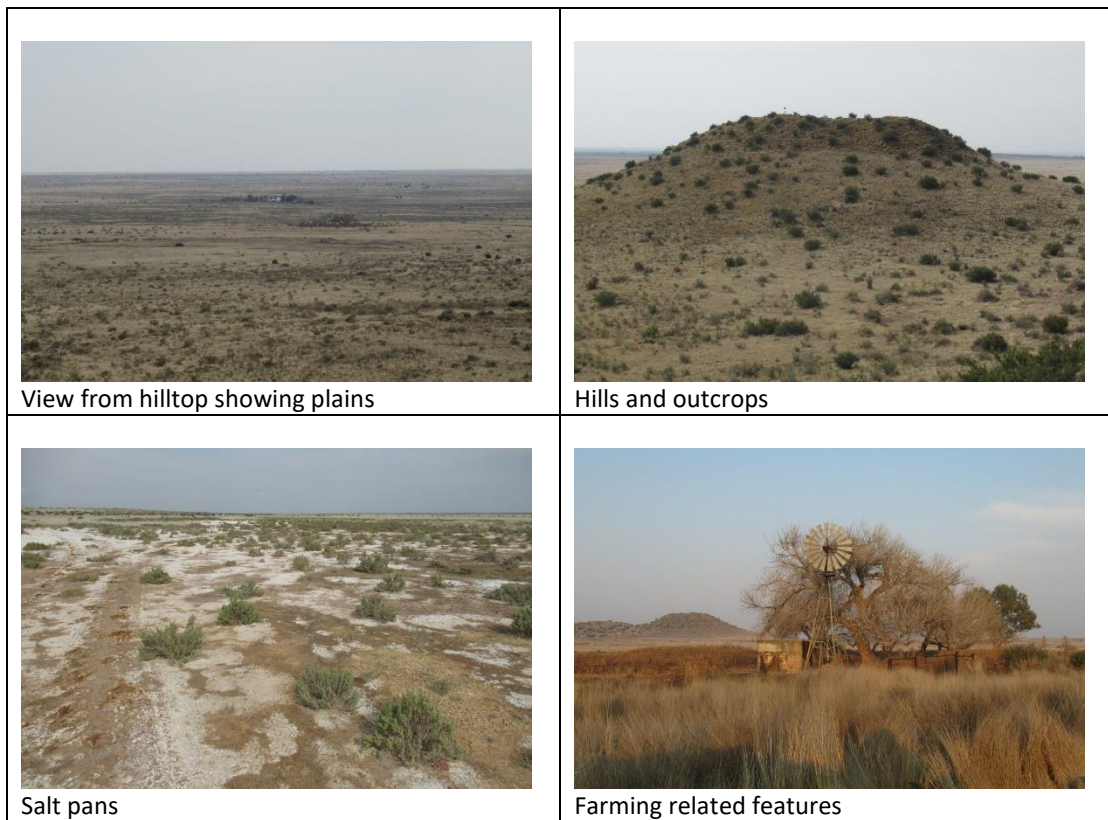 View from hilltop showing plains
Hills and outcrops
Salt pans
Farming related features